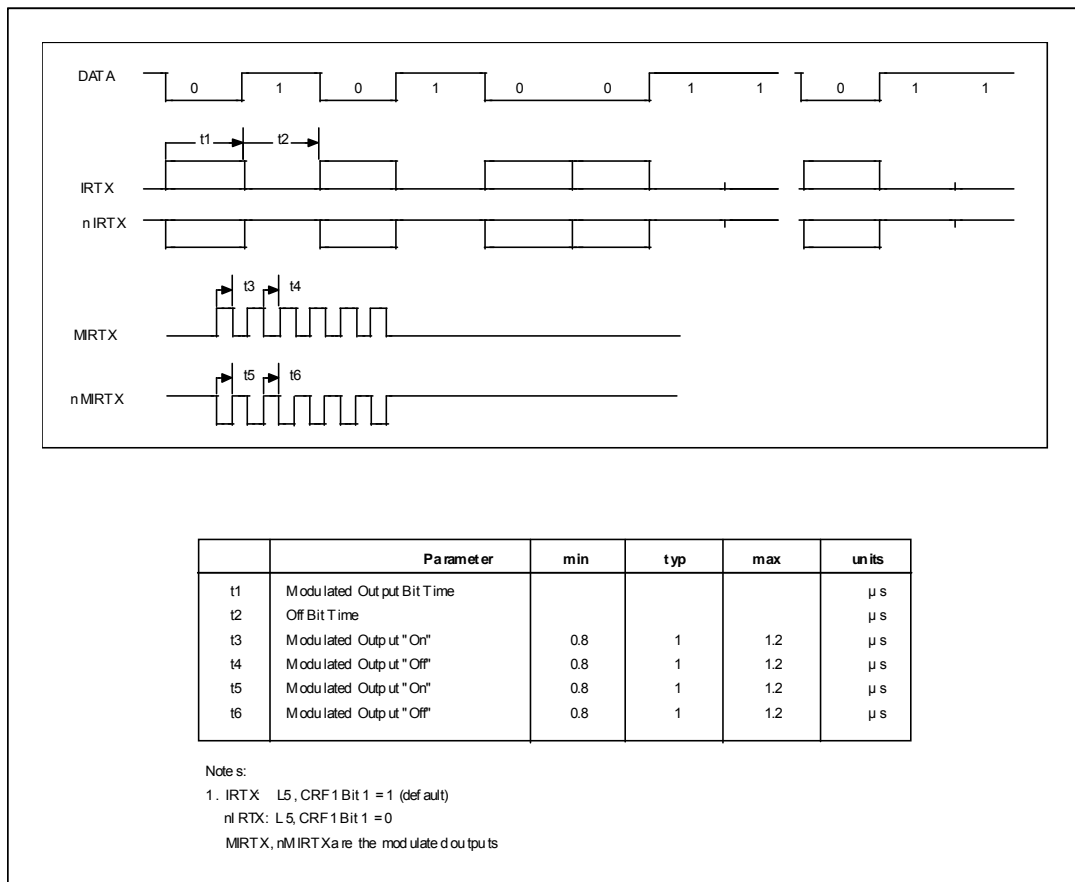 DATA 0 1 0 1 0 0 1 1 0 1 1
t1 t2
IRTX
nIRTX
t3 t4
MIRTX
t5 t6
nMIRTX
Parameter min typ max units
t1 Modulated Output Bit Time µs
t2 Off Bit Time µs
t3 Modulated Output "On" 0.8 1 1.2 µs
t4 Modulated Output "Off" 0.8 1 1.2 µs
t5 Modulated Output "On" 0.8 1 1.2 µs
t6 Modulated Output "Off" 0.8 1 1.2 µs
Notes:
1. IRTX: L5, CRF1 Bit 1 = 1 (default)
nIRTX: L5, CRF1 Bit 1 = 0
MIRTX, nMIRTX are the modulated outputs